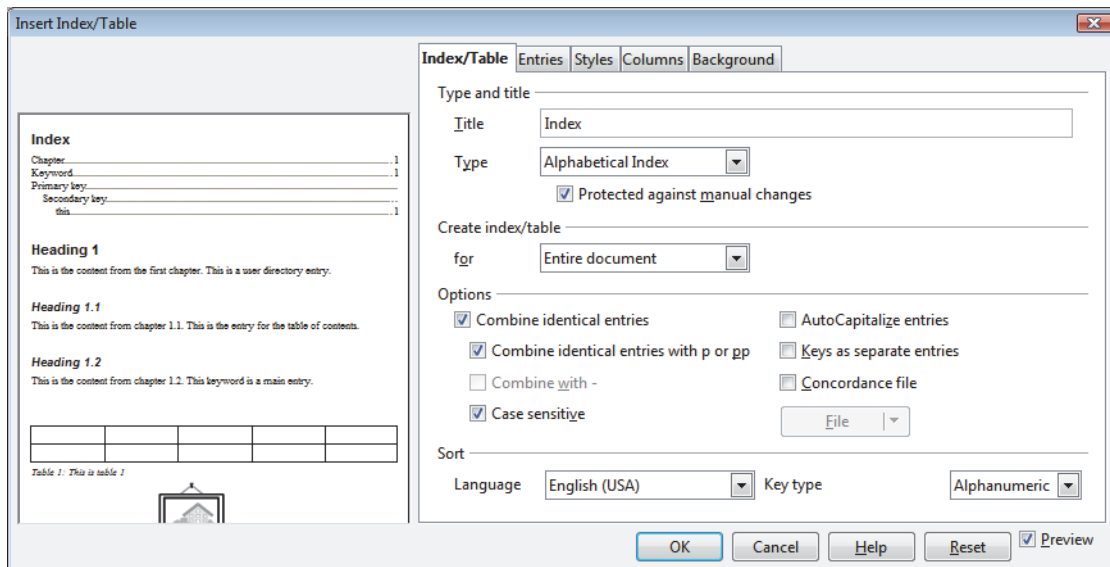 Insert Index/Table
Index/Table Entries Styles Columns Background
Type and title
Title Index
Type Alphabetical Index
Protected against manual changes
Create index/table
for Entire document
Options
Combine identical entries AutoCapitalize entries
Combine identical entries with p or pp Keys as separate entries
Combine with - Concordance file
Case sensitive File
Sort
Language English (USA) Key type Alphanumeric
Index
Chapter 1
Keyword 1
Primary key
Secondary key
this 1
Heading 1
This is the content from the first chapter. This is a user directory entry.
Heading 1.1
This is the content from chapter 1.1. This is the entry for the table of contents.
Heading 1.2
This is the content from chapter 1.2. This keyword is a main entry.
Table 1: This is table 1
OK Cancel Help Reset Preview